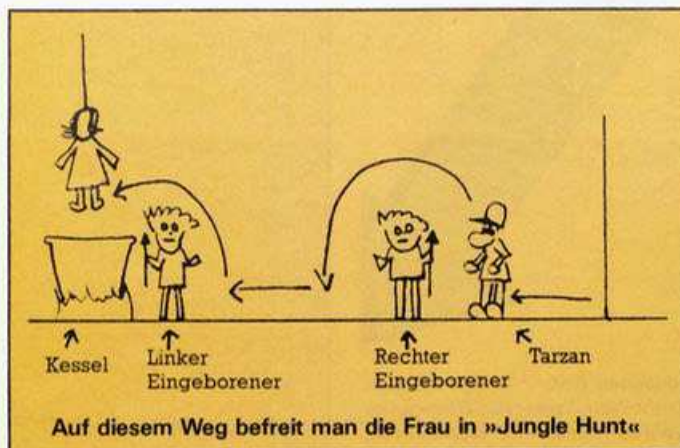 Kessel
Linker
Eingeborener
Rechter
Eingeborener
Tarzan
Auf diesem Weg befreit man die Frau in »Jungle Hunt«